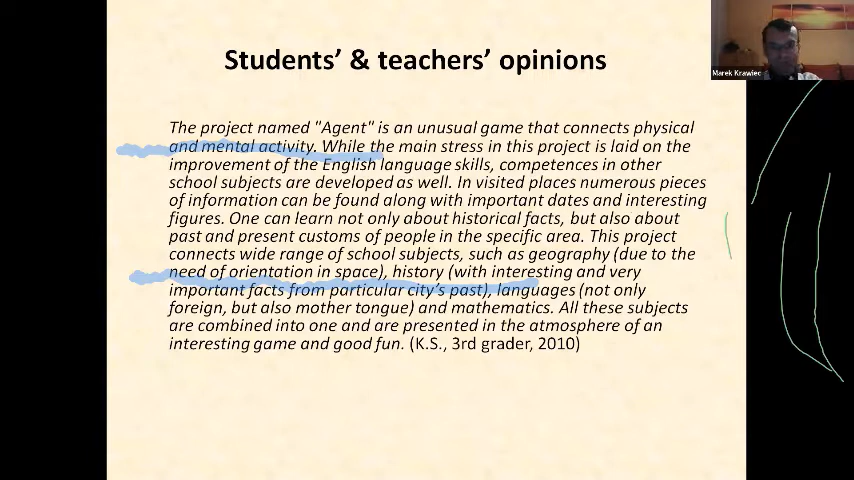 Students' & teachers' opinions
Marek Krawiec
The project named "Agent" is an unusual game that connects physical
and mental activity. While the main stress in this project is laid on the
improvement of the English language skills, competences in other
school subjects are developed as well. In visited places numerous pieces
of information can be found along with important dates and interesting
figures. One can learn not only about historical facts, but also about
past and present customs of people in the specific area. This project
connects wide range of school subjects, such as geography (due to the
need of orientation in space), history (with interesting and very
important facts from particular city's past), languages (not only
foreign, but also mother tongue) and mathematics. All these subjects
are combined into one and are presented in the atmosphere of an
interesting game and good fun. (K.S., 3rd grader, 2010)